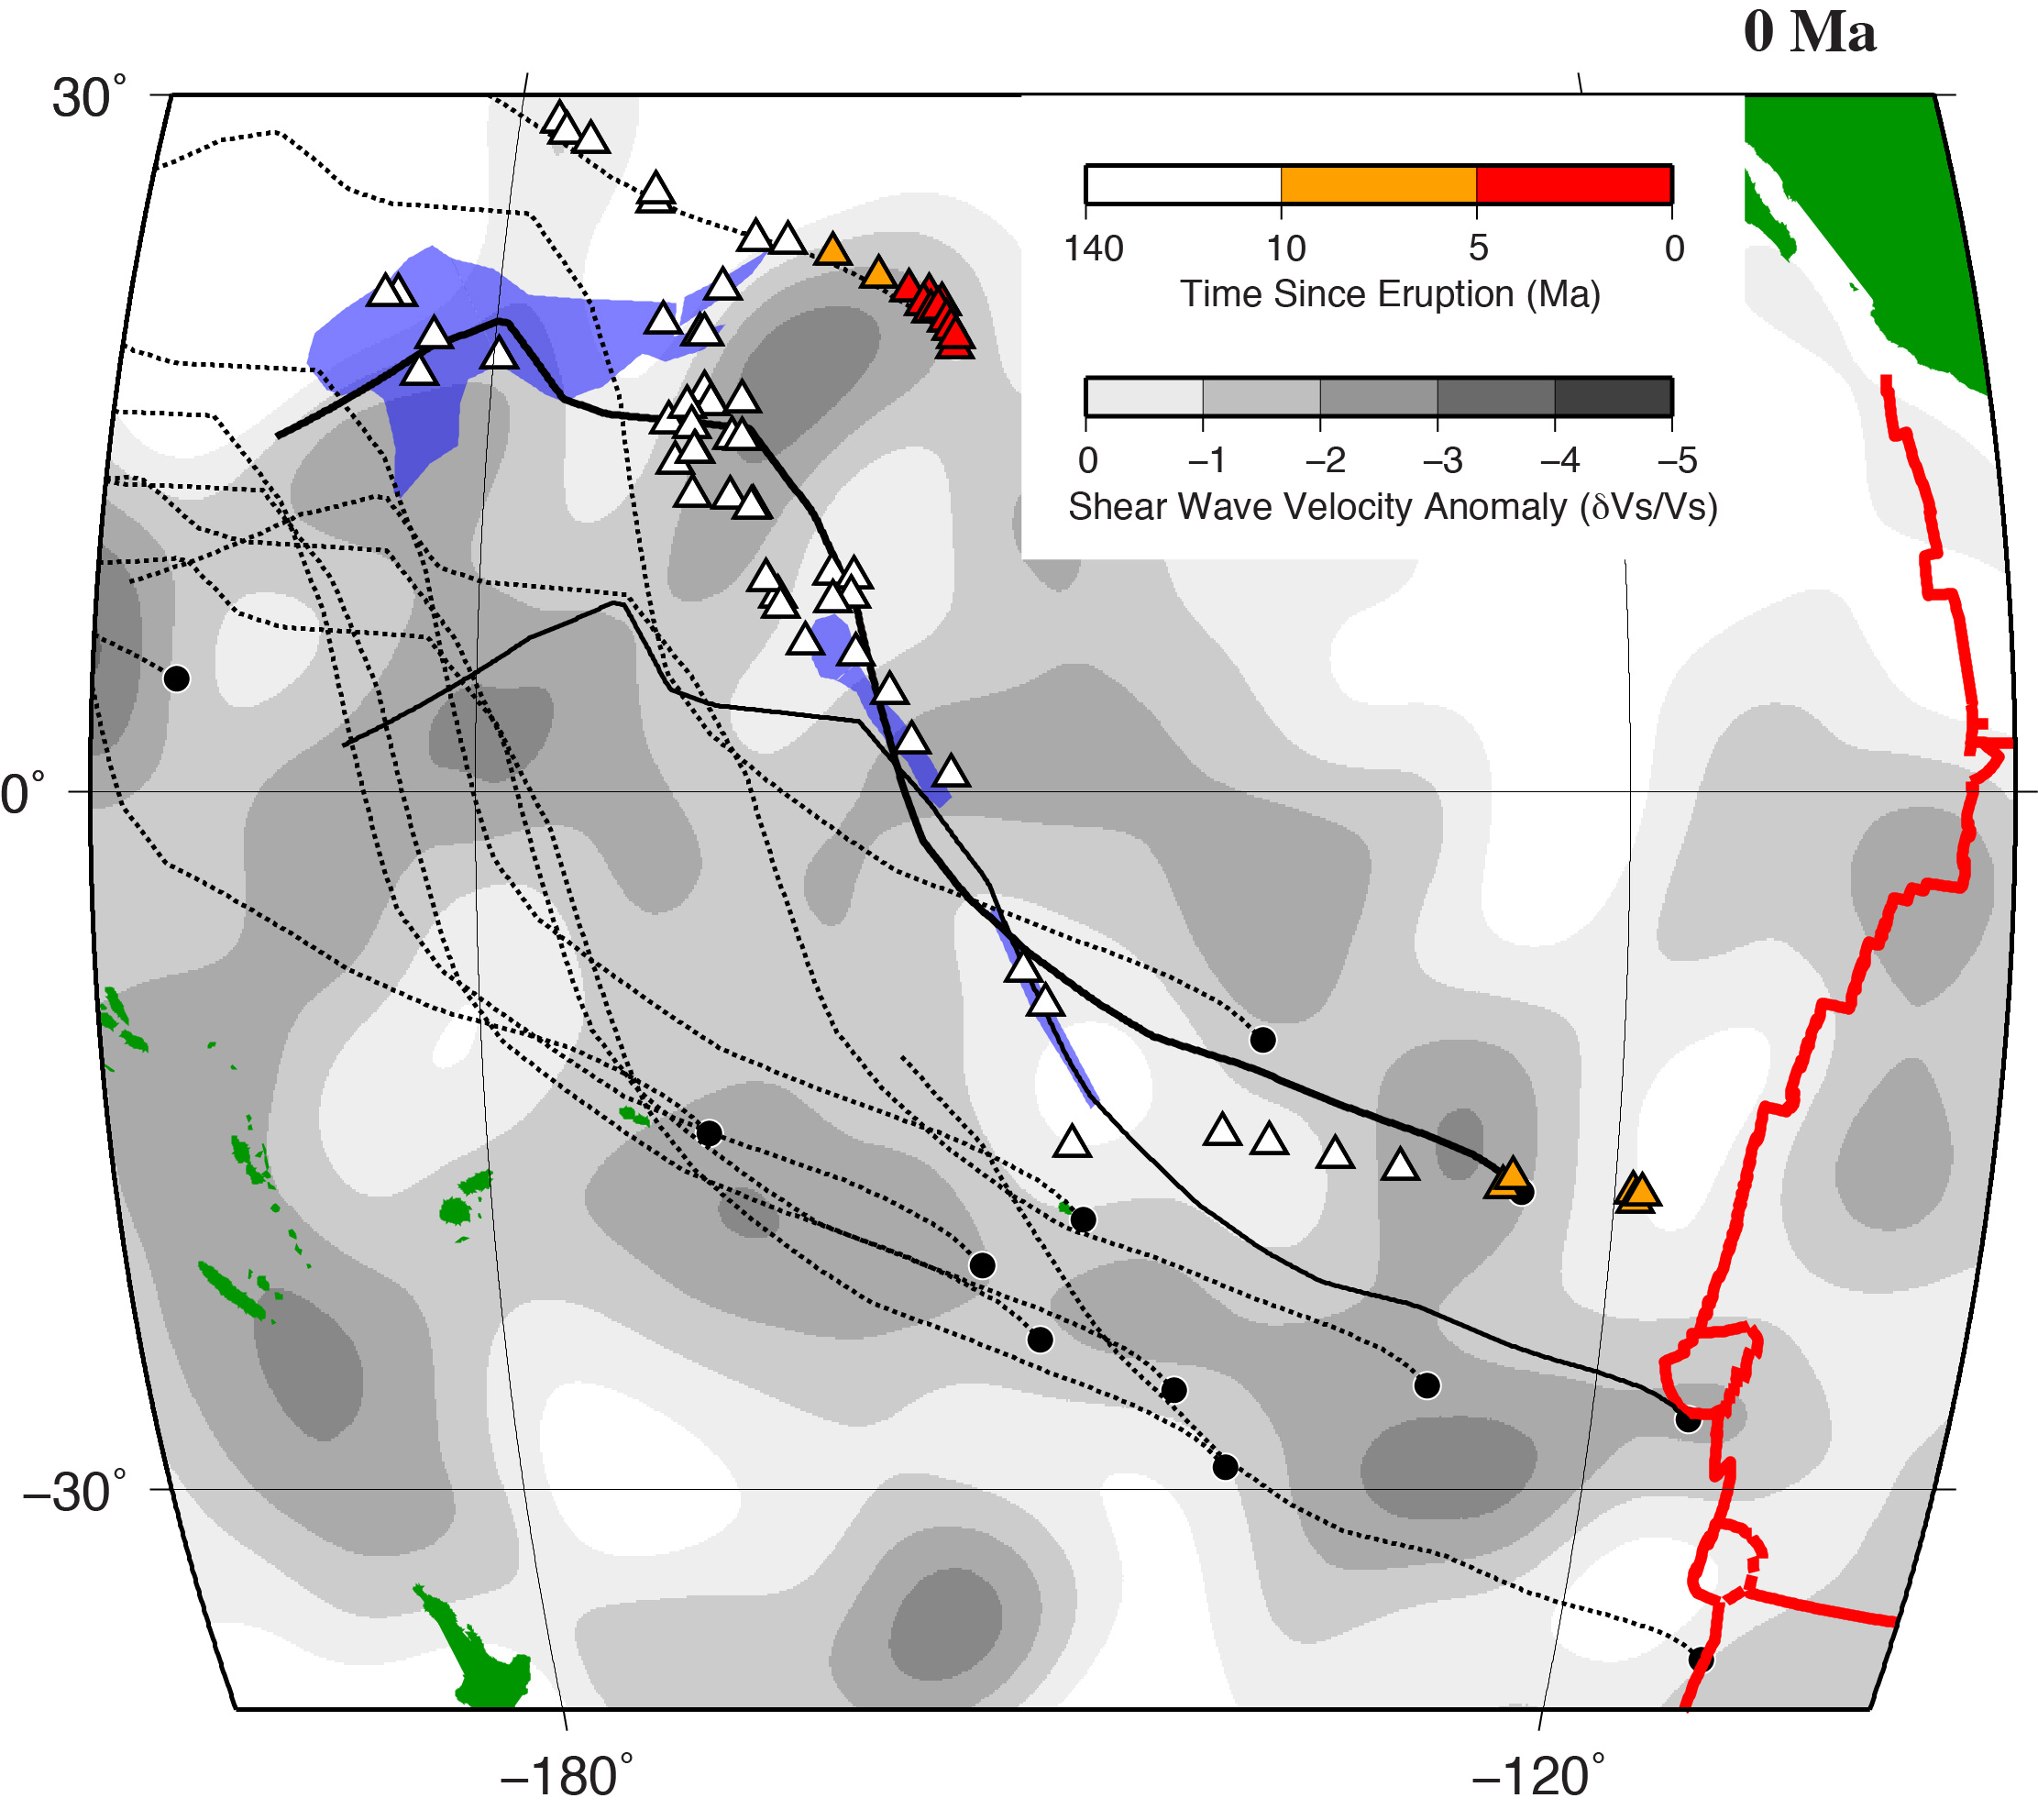 0 Ma
30°
140 10 5 0
Time Since Eruption (Ma)
0 −1 −2 −3 −4 −5
Shear Wave Velocity Anomaly (δVs/Vs)
0°
−30°
−180° −120°